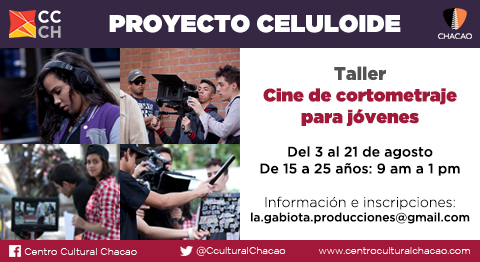 CC
CH
PROYECTO CELULOIDE
CHACAO
Taller
Cine de cortometraje
para jóvenes
Del 3 al 21 de agosto
De 15 a 25 años: 9 am a 1 pm
Información e inscripciones:
la.gabiota.producciones@gmail.com
Centro Cultural Chacao
@CculturalChacao
www.centroculturalchacao.com